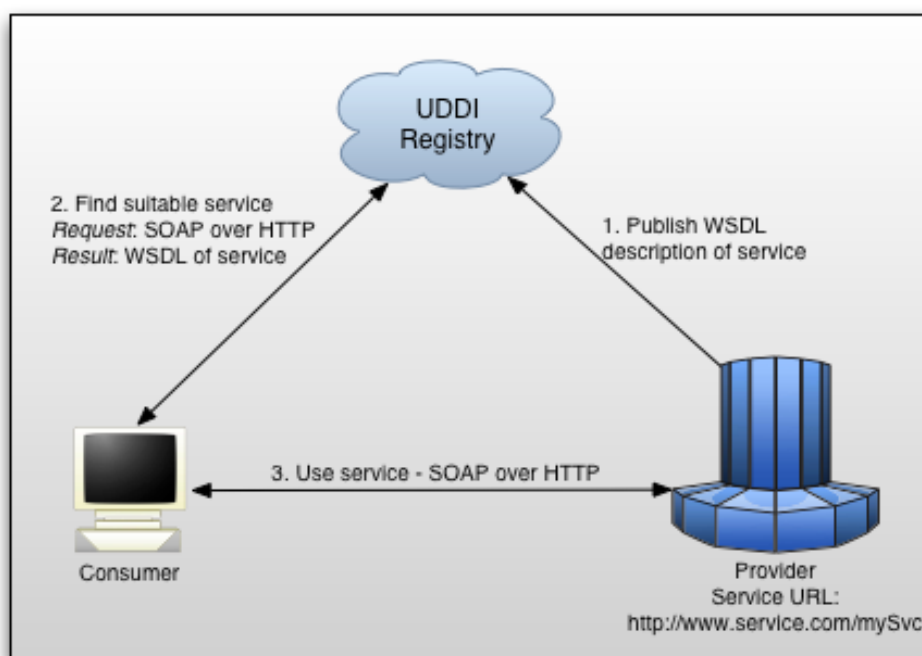 UDDI
Registry
2. Find suitable service
Request: SOAP over HTTP
Result: WSDL of service
1. Publish WSDL
description of service
3. Use service - SOAP over HTTP
Consumer
Provider
Service URL:
http://www.service.com/mySvc